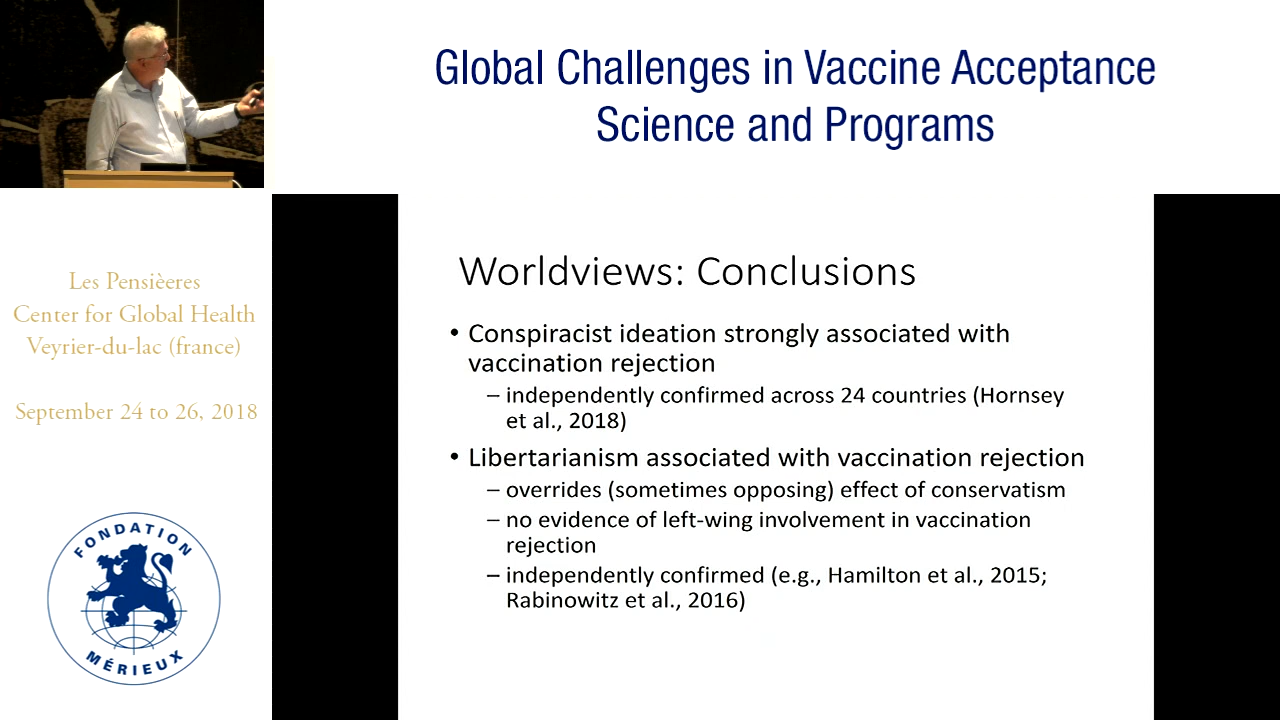 Global Challenges in Vaccine Acceptance
Science and Programs
Les Pensièeres
Center for Global Health
Veyrier-du-lac (france)
September 24 to 26, 2018
FONDATION
MÉRIEUX
Worldviews: Conclusions
• Conspiracist ideation strongly associated with
vaccination rejection
– independently confirmed across 24 countries (Hornsey
et al., 2018)
• Libertarianism associated with vaccination rejection
– overrides (sometimes opposing) effect of conservatism
– no evidence of left-wing involvement in vaccination
rejection
– independently confirmed (e.g., Hamilton et al., 2015;
Rabinowitz et al., 2016)